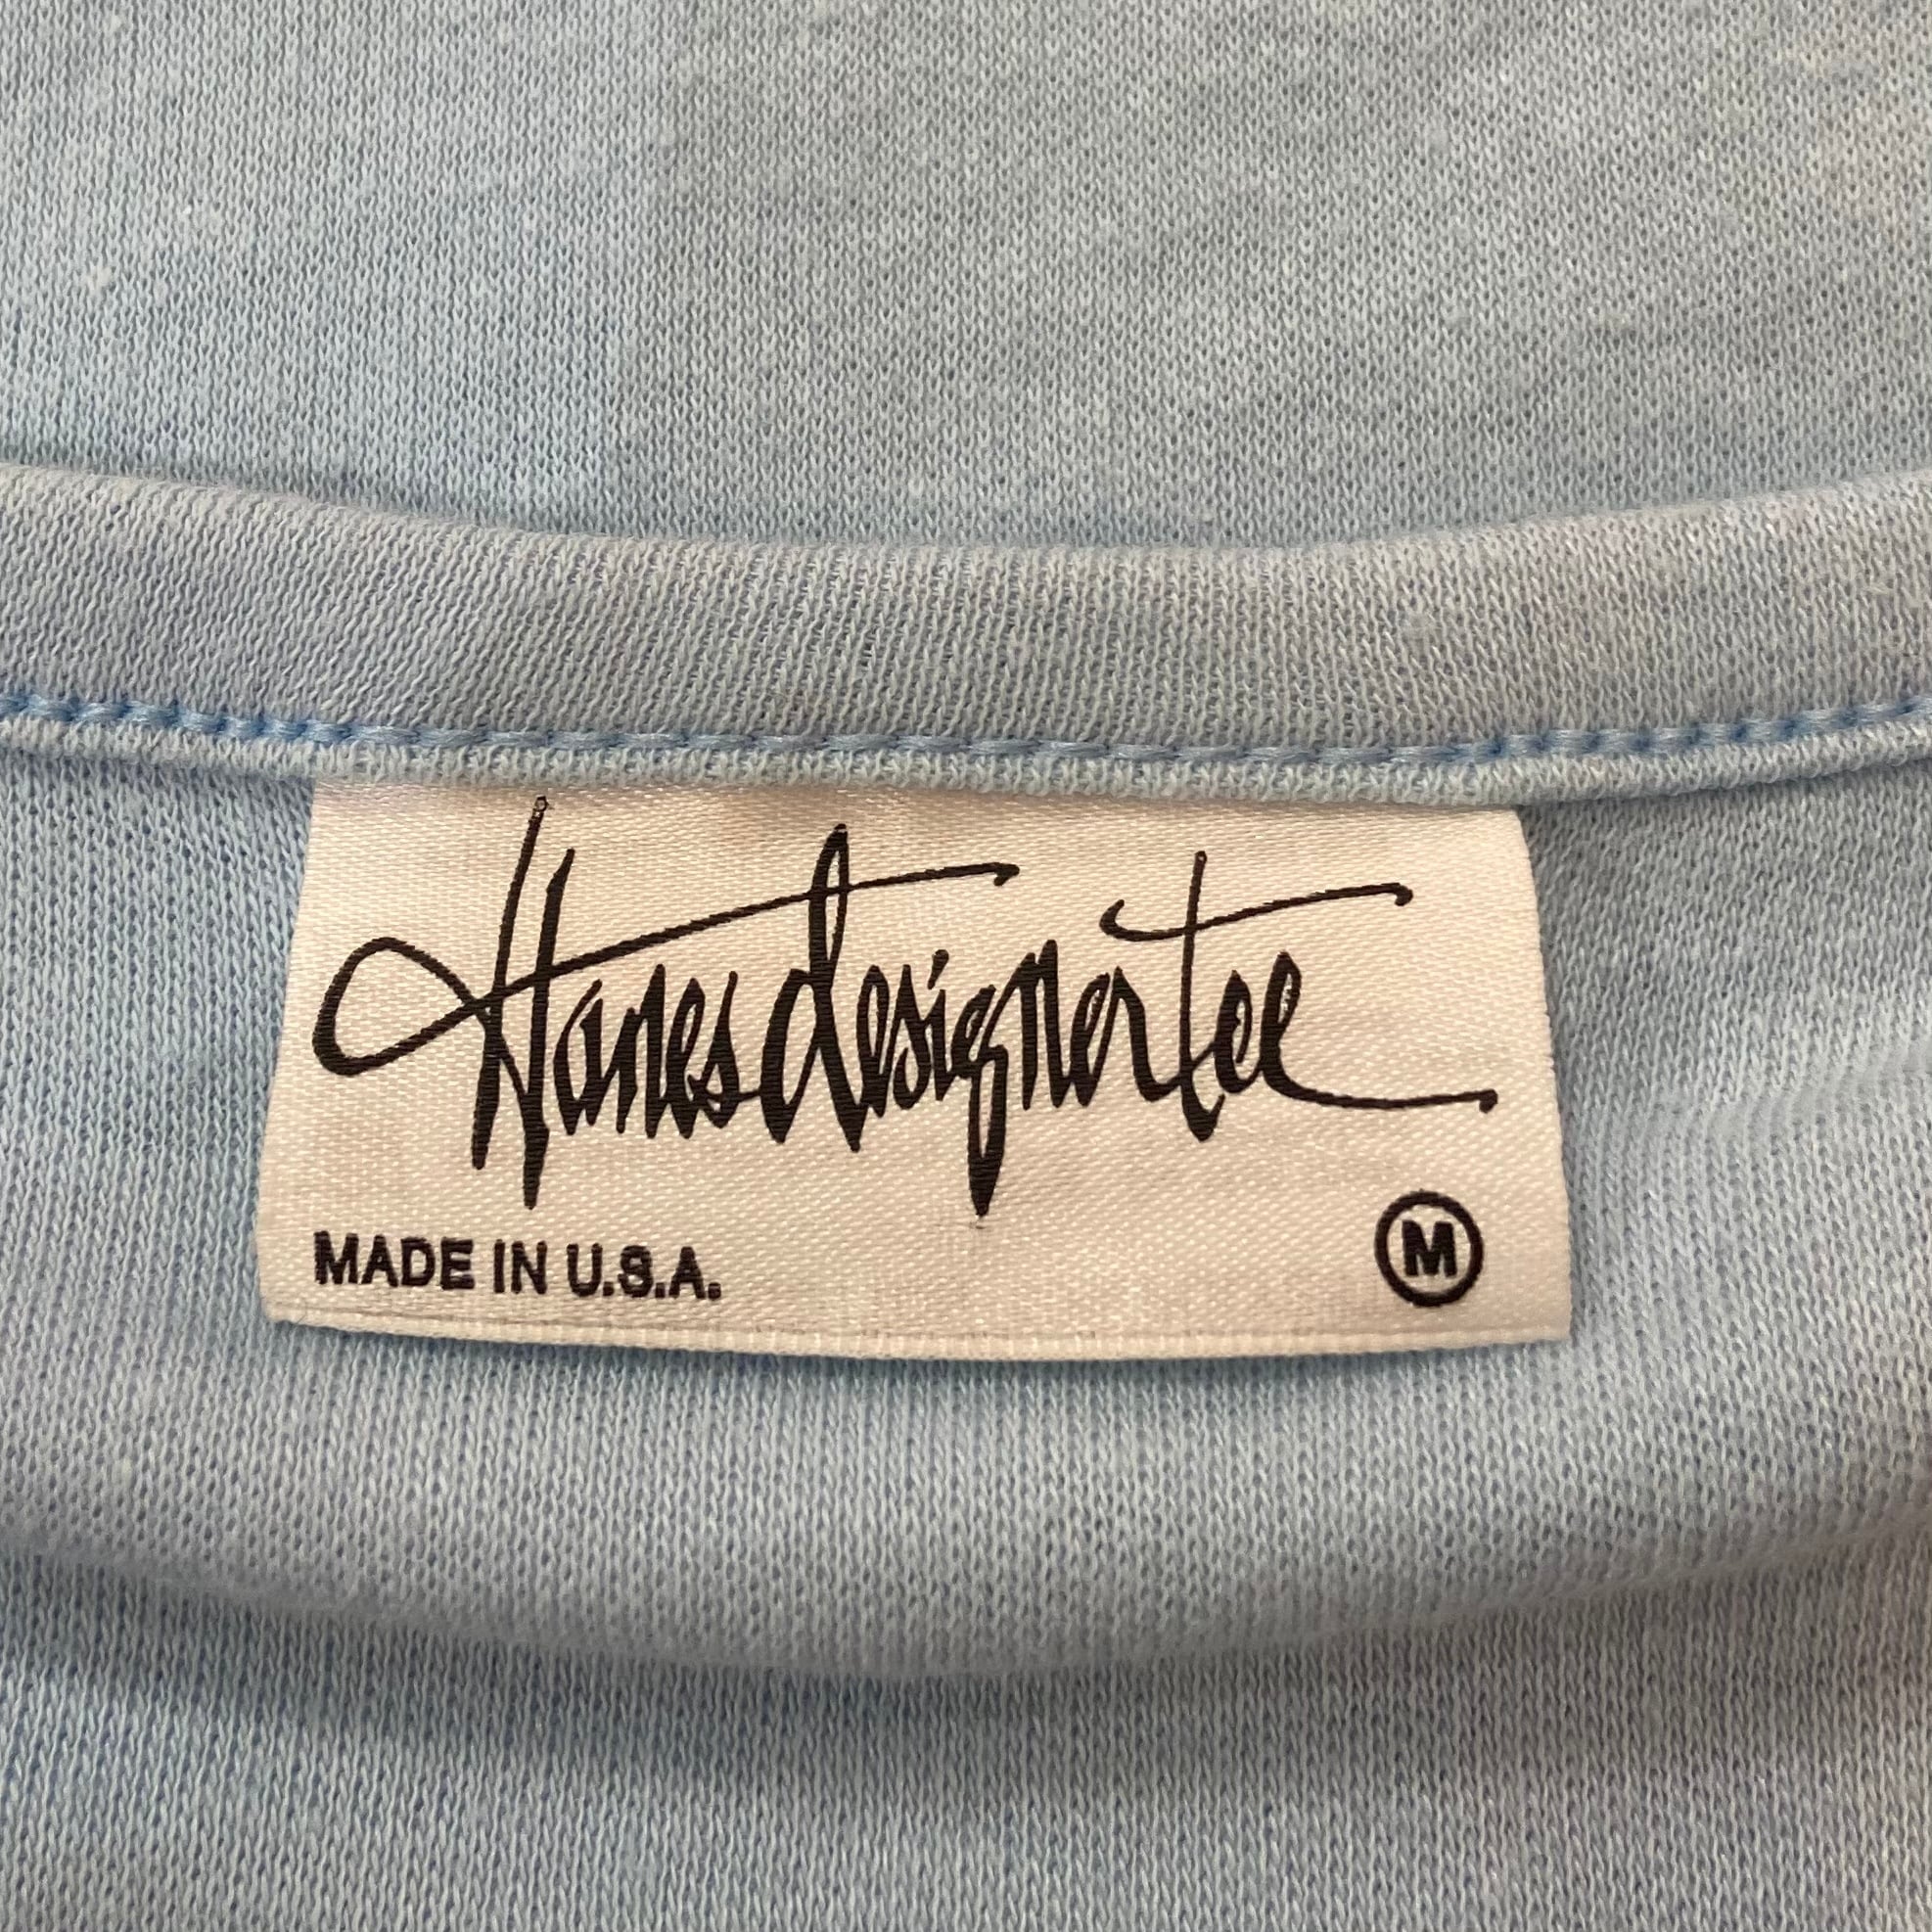 Hanes designer tee
MADE IN U.S.A.
M